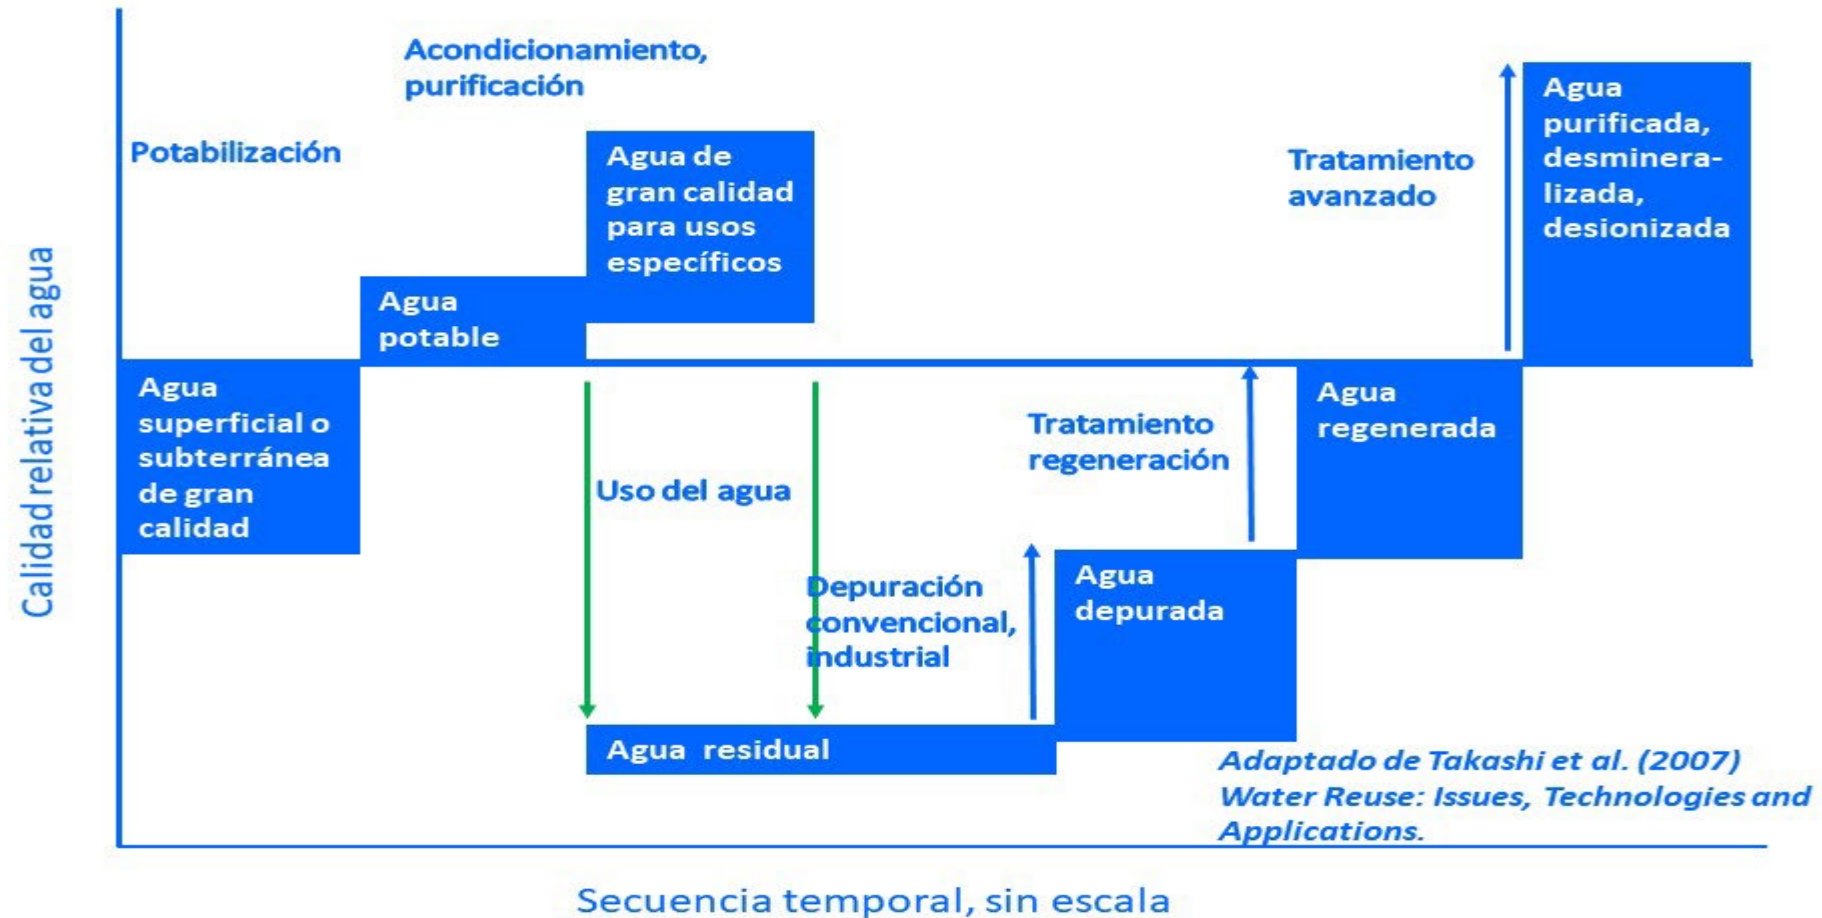 Acondicionamiento,
purificación
Potabilización
Agua de
gran calidad
para usos
específicos
Agua
potable
Agua
superficial o
subterránea
de gran
calidad
Calidad relativa del agua
Uso del agua
Agua residual
Depuración
convencional,
industrial
Agua
depurada
Tratamiento
regeneración
Agua
regenerada
Tratamiento
avanzado
Agua
purificada,
desminera-
lizada,
desionizada
Adaptado de Takashi et al. (2007)
Water Reuse: Issues, Technologies and
Applications.
Secuencia temporal, sin escala